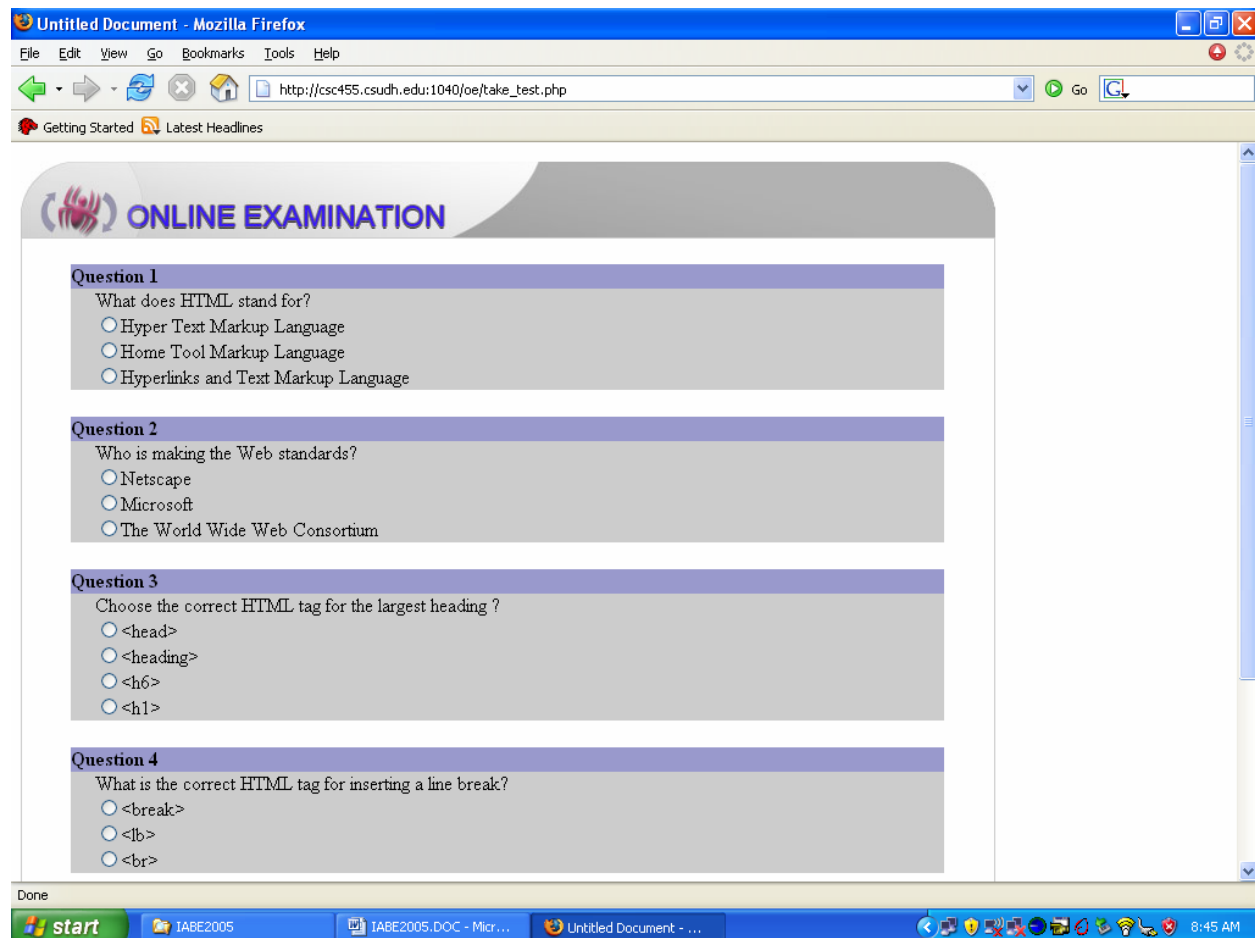 Untitled Document - Mozilla Firefox
File Edit View Go Bookmarks Tools Help
http://csc455.csudh.edu:1040/oe/take_test.php Go G
Getting Started Latest Headlines
ONLINE EXAMINATION
Question 1
What does HTML stand for?
Hyper Text Markup Language
Home Tool Markup Language
Hyperlinks and Text Markup Language
Question 2
Who is making the Web standards?
Netscape
Microsoft
The World Wide Web Consortium
Question 3
Choose the correct HTML tag for the largest heading ?
<head>
<heading>
<h6>
<h1>
Question 4
What is the correct HTML tag for inserting a line break?
<break>
<lb>
<br>
Done
start IABE2005 IABE2005.DOC - Micr... Untitled Document - ... 8:45 AM